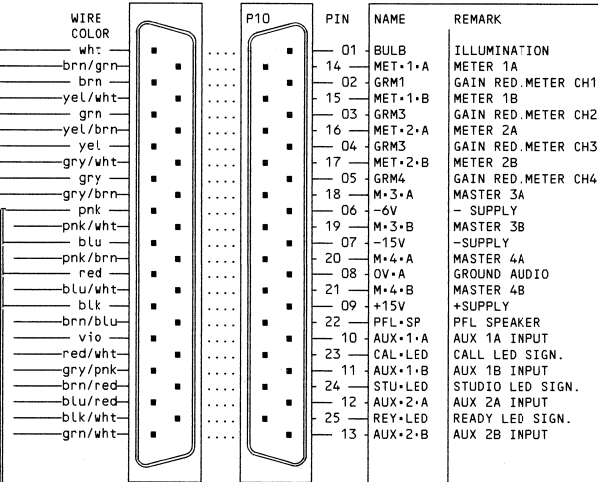 WIRE COLOR P10 PIN NAME REMARK
wht 01 BULB ILLUMINATION
brn/grn 14 MET·1·A METER 1A
brn 02 GRM1 GAIN RED.METER CH1
yel/wht 15 MET·1·B METER 1B
grn 03 GRM3 GAIN RED.METER CH2
yel/brn 16 MET·2·A METER 2A
yel 04 GRM3 GAIN RED.METER CH3
gry/wht 17 MET·2·B METER 2B
gry 05 GRM4 GAIN RED.METER CH4
gry/brn 18 M·3·A MASTER 3A
pnk 06 -6V - SUPPLY
pnk/wht 19 M·3·B MASTER 3B
blu 07 -15V -SUPPLY
pnk/brn 20 M·4·A MASTER 4A
red 08 0V·A GROUND AUDIO
blu/wht 21 M·4·B MASTER 4B
blk 09 +15V +SUPPLY
brn/blu 22 PFL·SP PFL SPEAKER
vio 10 AUX·1·A AUX 1A INPUT
red/wht 23 CAL·LED CALL LED SIGN.
gry/pnk 11 AUX·1·B AUX 1B INPUT
brn/red 24 STU·LED STUDIO LED SIGN.
blu/red 12 AUX·2·A AUX 2A INPUT
blk/wht 25 REY·LED READY LED SIGN.
grn/wht 13 AUX·2·B AUX 2B INPUT